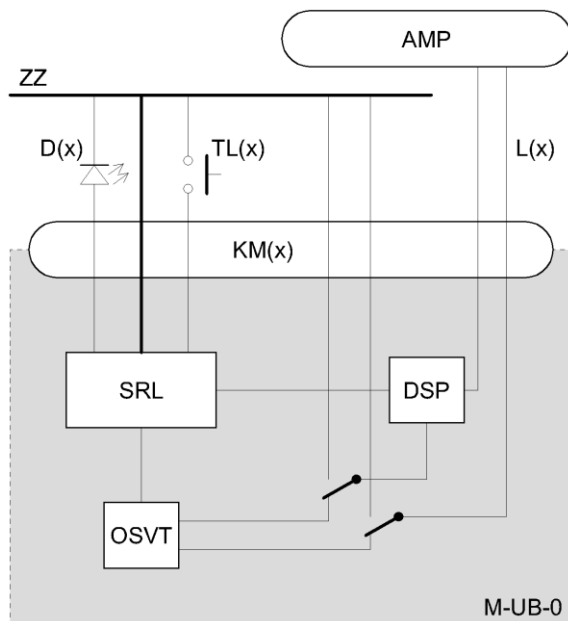 AMP
ZZ
D(x)
TL(x)
L(x)
KM(x)
SRL
DSP
OSVT
M-UB-0